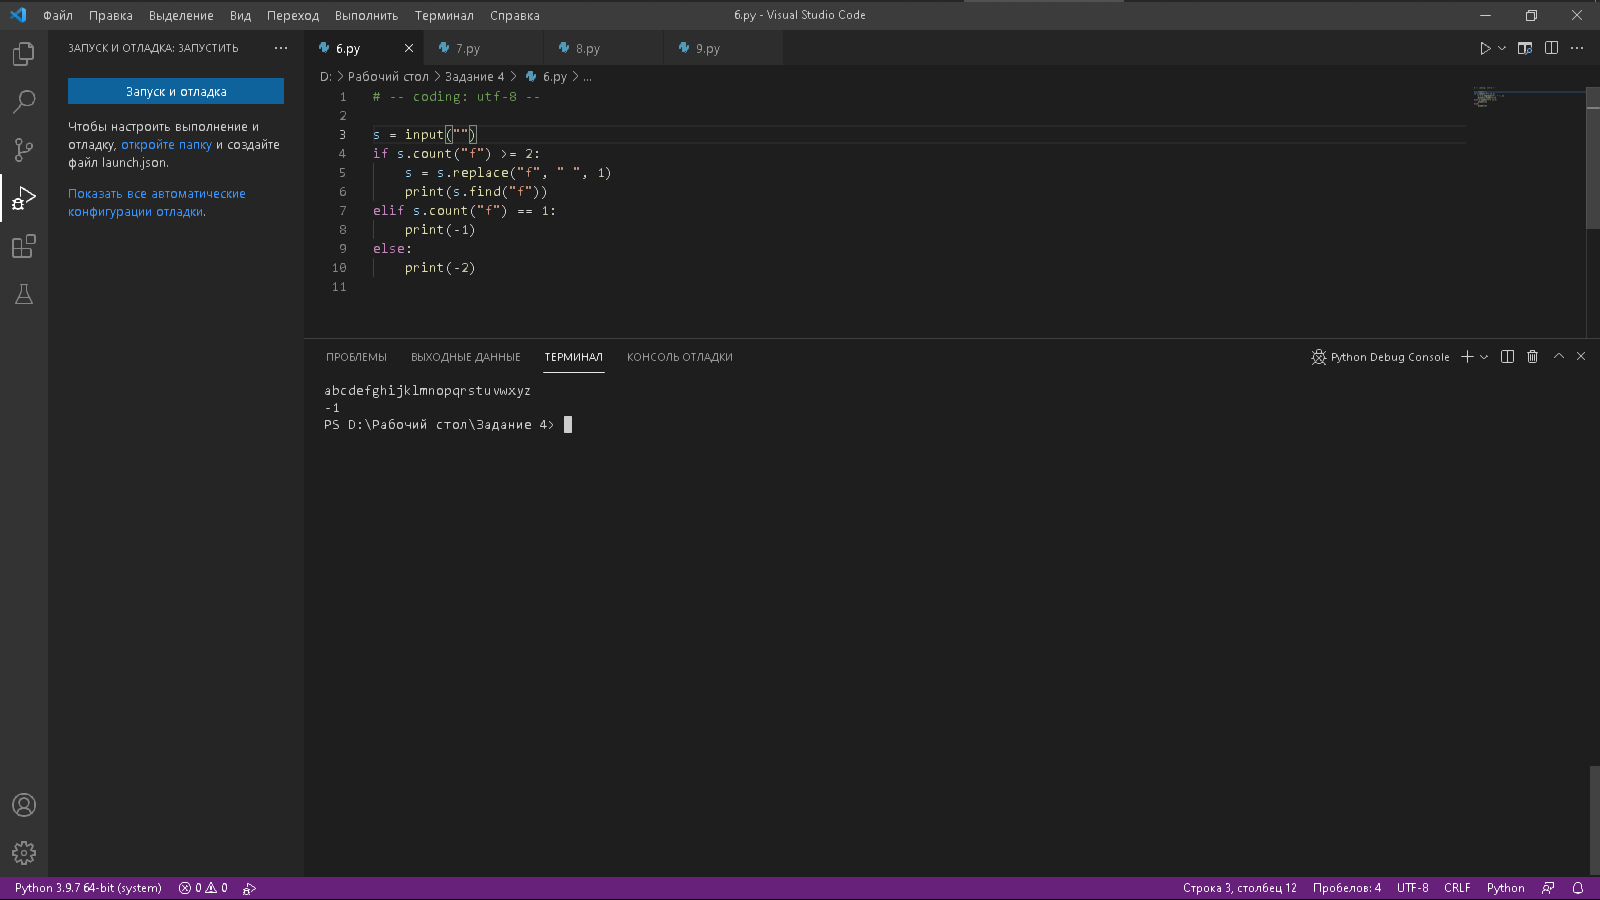 Файл Правка Выделение Вид Переход Выполнить Терминал Справка 6.py - Visual Studio Code
ЗАПУСК И ОТЛАДКА: ЗАПУСТИТЬ
Запуск и отладка
Чтобы настроить выполнение и
отладку, откройте папку и создайте
файл launch.json.
Показать все автоматические
конфигурации отладки.
6.py 7.py 8.py 9.py
D: > Рабочий стол > Задание 4 > 6.py > ...
1 # -- coding: utf-8 --
2
3 s = input("")
4 if s.count("f") >= 2:
5 s = s.replace("f", " ", 1)
6 print(s.find("f"))
7 elif s.count("f") == 1:
8 print(-1)
9 else:
10 print(-2)
11
ПРОБЛЕМЫ ВЫХОДНЫЕ ДАННЫЕ ТЕРМИНАЛ КОНСОЛЬ ОТЛАДКИ Python Debug Console
abcdefghijklmnopqrstuvwxyz
-1
PS D:\Рабочий стол\Задание 4>
Python 3.9.7 64-bit (system) 0 0 Строка 3, столбец 12 Пробелов: 4 UTF-8 CRLF Python